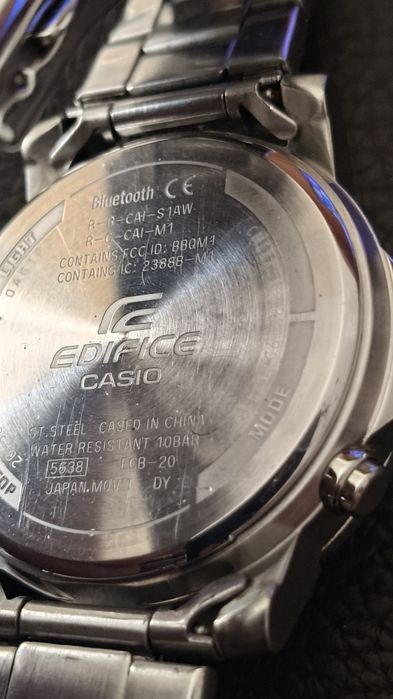 Bluetooth CE
R-R-CAI-S1AW
R-C-CAI-M1
CONTAINS FCC ID: BBQM1
CONTAINS IC: 2388B-M1
LIGHT
EDIFICE
CASIO
ST.STEEL CASED IN CHINA
WATER RESISTANT 10BAR
5638 ECB-20
JAPAN.MOV'T DY
MODE